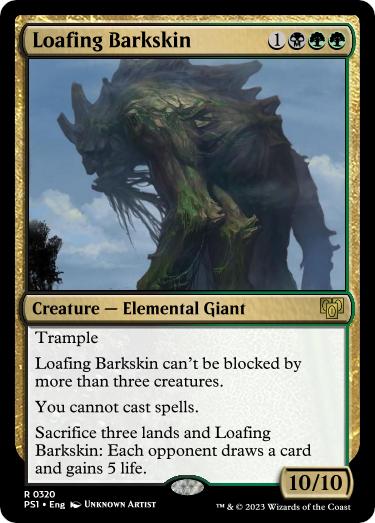 Loafing Barkskin 1
Creature — Elemental Giant
Trample
Loafing Barkskin can't be blocked by
more than three creatures.
You cannot cast spells.
Sacrifice three lands and Loafing
Barkskin: Each opponent draws a card
and gains 5 life.
10/10
R 0320
PS1 • Eng Unknown Artist
™ & © 2023 Wizards of the Coast